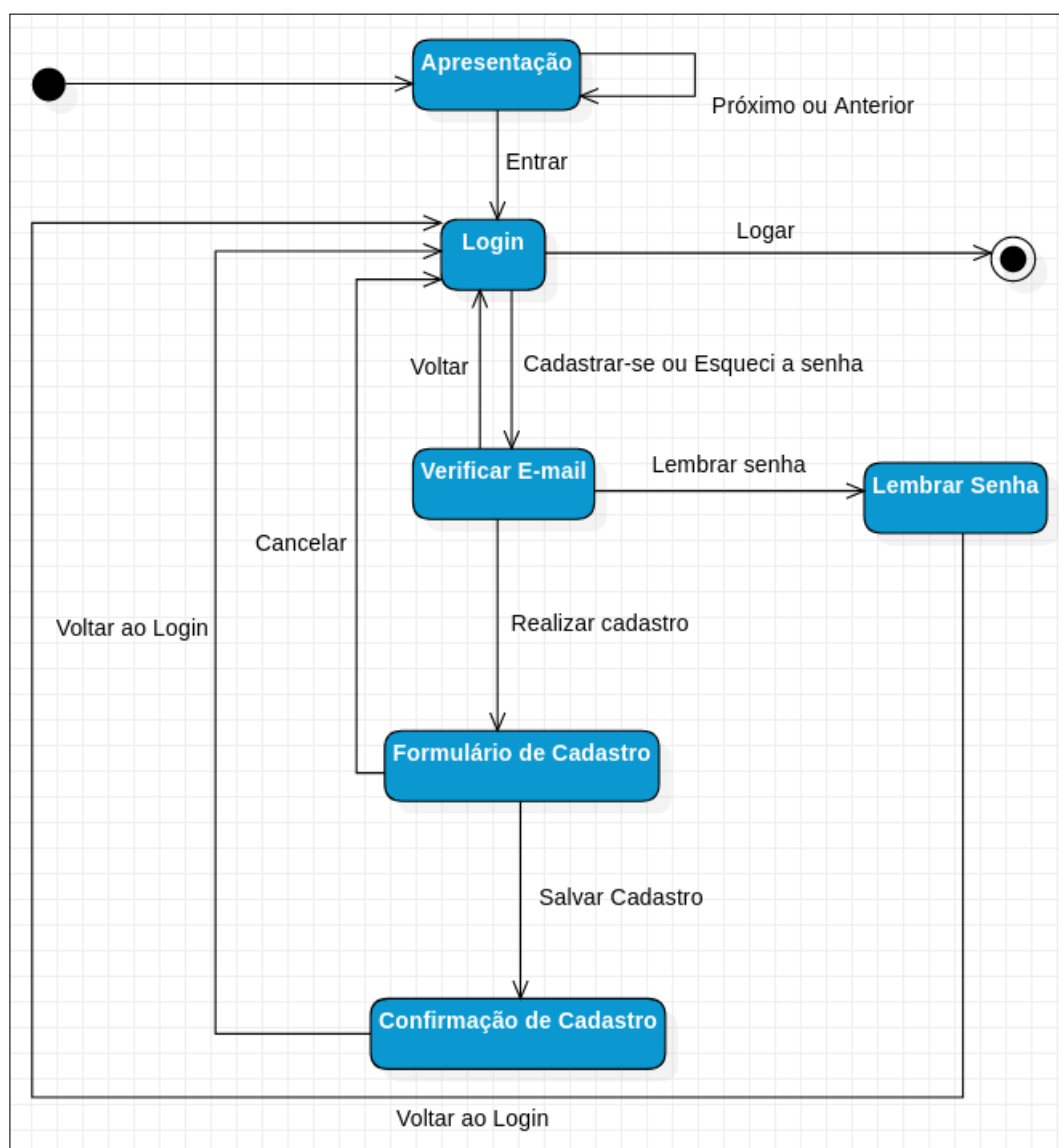 Apresentação
Próximo ou Anterior
Entrar
Login
Logar
Voltar
Cadastrar-se ou Esqueci a senha
Verificar E-mail
Lembrar senha
Lembrar Senha
Cancelar
Voltar ao Login
Realizar cadastro
Formulário de Cadastro
Salvar Cadastro
Confirmação de Cadastro
Voltar ao Login